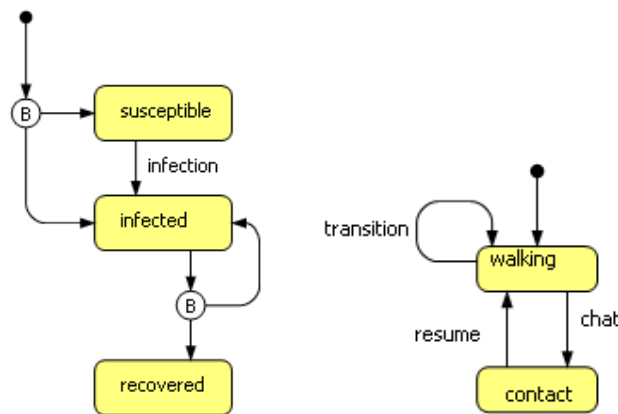 B
susceptible
infection
infected
B
recovered
transition
walking
resume
chat
contact